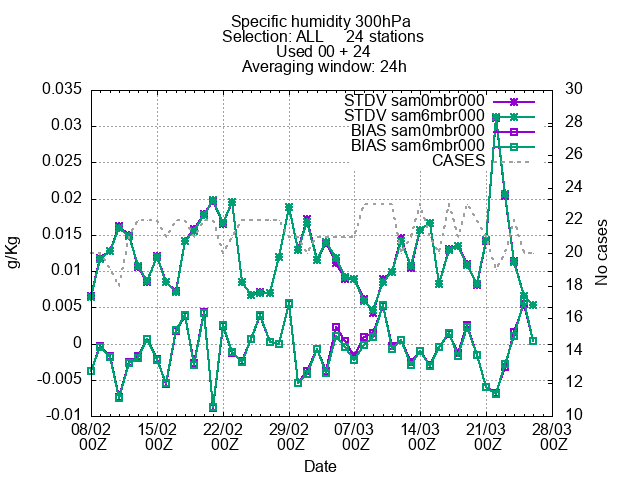 Specific humidity 300hPa
Selection: ALL 24 stations
Used 00 + 24
Averaging window: 24h
STDV sam0mbr000
STDV sam6mbr000
BIAS sam0mbr000
BIAS sam6mbr000
CASES
0.035
0.03
0.025
0.02
0.015
0.01
0.005
0
-0.005
-0.01
g/Kg
30
28
26
24
22
20
18
16
14
12
10
No cases
08/02 15/02 22/02 29/02 07/03 14/03 21/03 28/03
00Z 00Z 00Z 00Z 00Z 00Z 00Z 00Z
Date